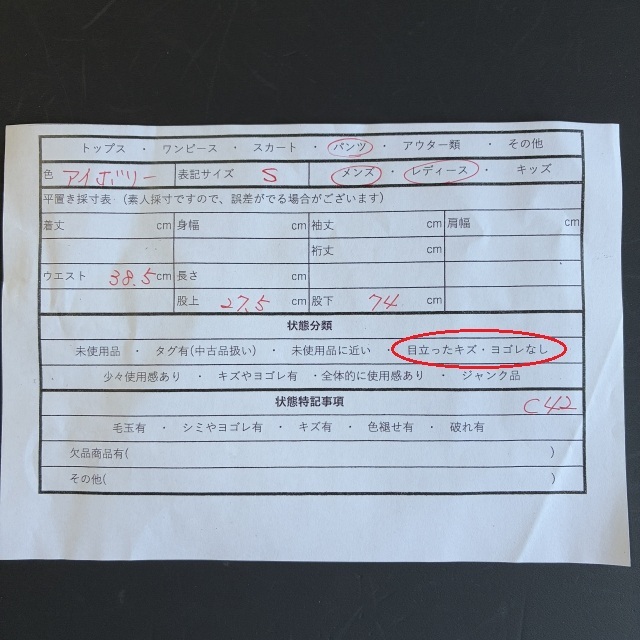 トップス ・ ワンピース ・ スカート ・ パンツ ・ アウター類 ・ その他
色 アイボリー 表記サイズ S メンズ ・ レディース ・ キッズ
平置き採寸表 (素人採寸ですので、誤差がでる場合がございます)
着丈 cm 身幅 cm 袖丈 cm 肩幅 cm
cm 裄丈 cm
ウエスト 38.5cm 長さ cm
股上 27.5 cm 股下 74 cm
状態分類
未使用品 ・ タグ有(中古品扱い) ・ 未使用品に近い ・ 目立ったキズ・ヨゴレなし
少々使用感あり ・ キズやヨゴレ有 ・全体的に使用感あり ・ ジャンク品
状態特記事項 C42
毛玉有 ・ シミやヨゴレ有 ・ キズ有 ・ 色褪せ有 ・ 破れ有
欠品商品有( )
その他( )